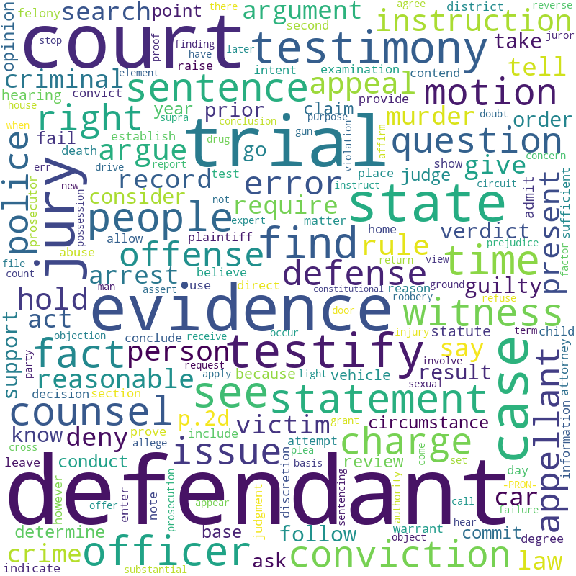 felony
there
district
reverse
search
point
argument
instruction
agree
juror
stop
proof
finding
have
later
second
opinion
court
element
testimony
take
criminal
convict
supra
raise
intent
examination
contend
tell
hearing
sentence
appeal
motion
house
year
purpose
conclusion
provide
doubt
when
right
prior
claim
murder
order
police
fail
establish
gun
violation
affirm
concern
death
drive
report
drug
test
go
trial
question
prosecutor
argue
instruct
circuit
err
new
possession
record
place
judge
give
show
admit
sufficient
jury
consider
not
error
state
factor
file
people
expert
require
matter
home
verdict
prejudice
count
abuse
allow
plaintiff
return
view
present
offense
believe
find
rule
time
man
arrest
use
direct
defense
ground
guilty
hold
assert
constitutional
reason
refuse
evidence
robbery
witness
act
conclude
door
injury
statute
term
child
support
objection
receive
occur
say
party
fact
person
request
testify
involve
result
sexual
attorney
information
reasonable
because
apply
light
vehicle
case
decision
section
see
statement
appellant
counsel
p.2d
prove
include
victim
circumstance
grant
know
deny
allege
issue
attempt
charge
review
come
set
day
cross
leave
conduct
plea
basis
-PRON-
however
offer
appear
defendant
discretion
sentencing
authority
car
determine
enter
note
prosecution
judgment
base
follow
call
warrant
commit
failure
crime
officer
ask
hear
conviction
object
degree
law
indicate
substantial